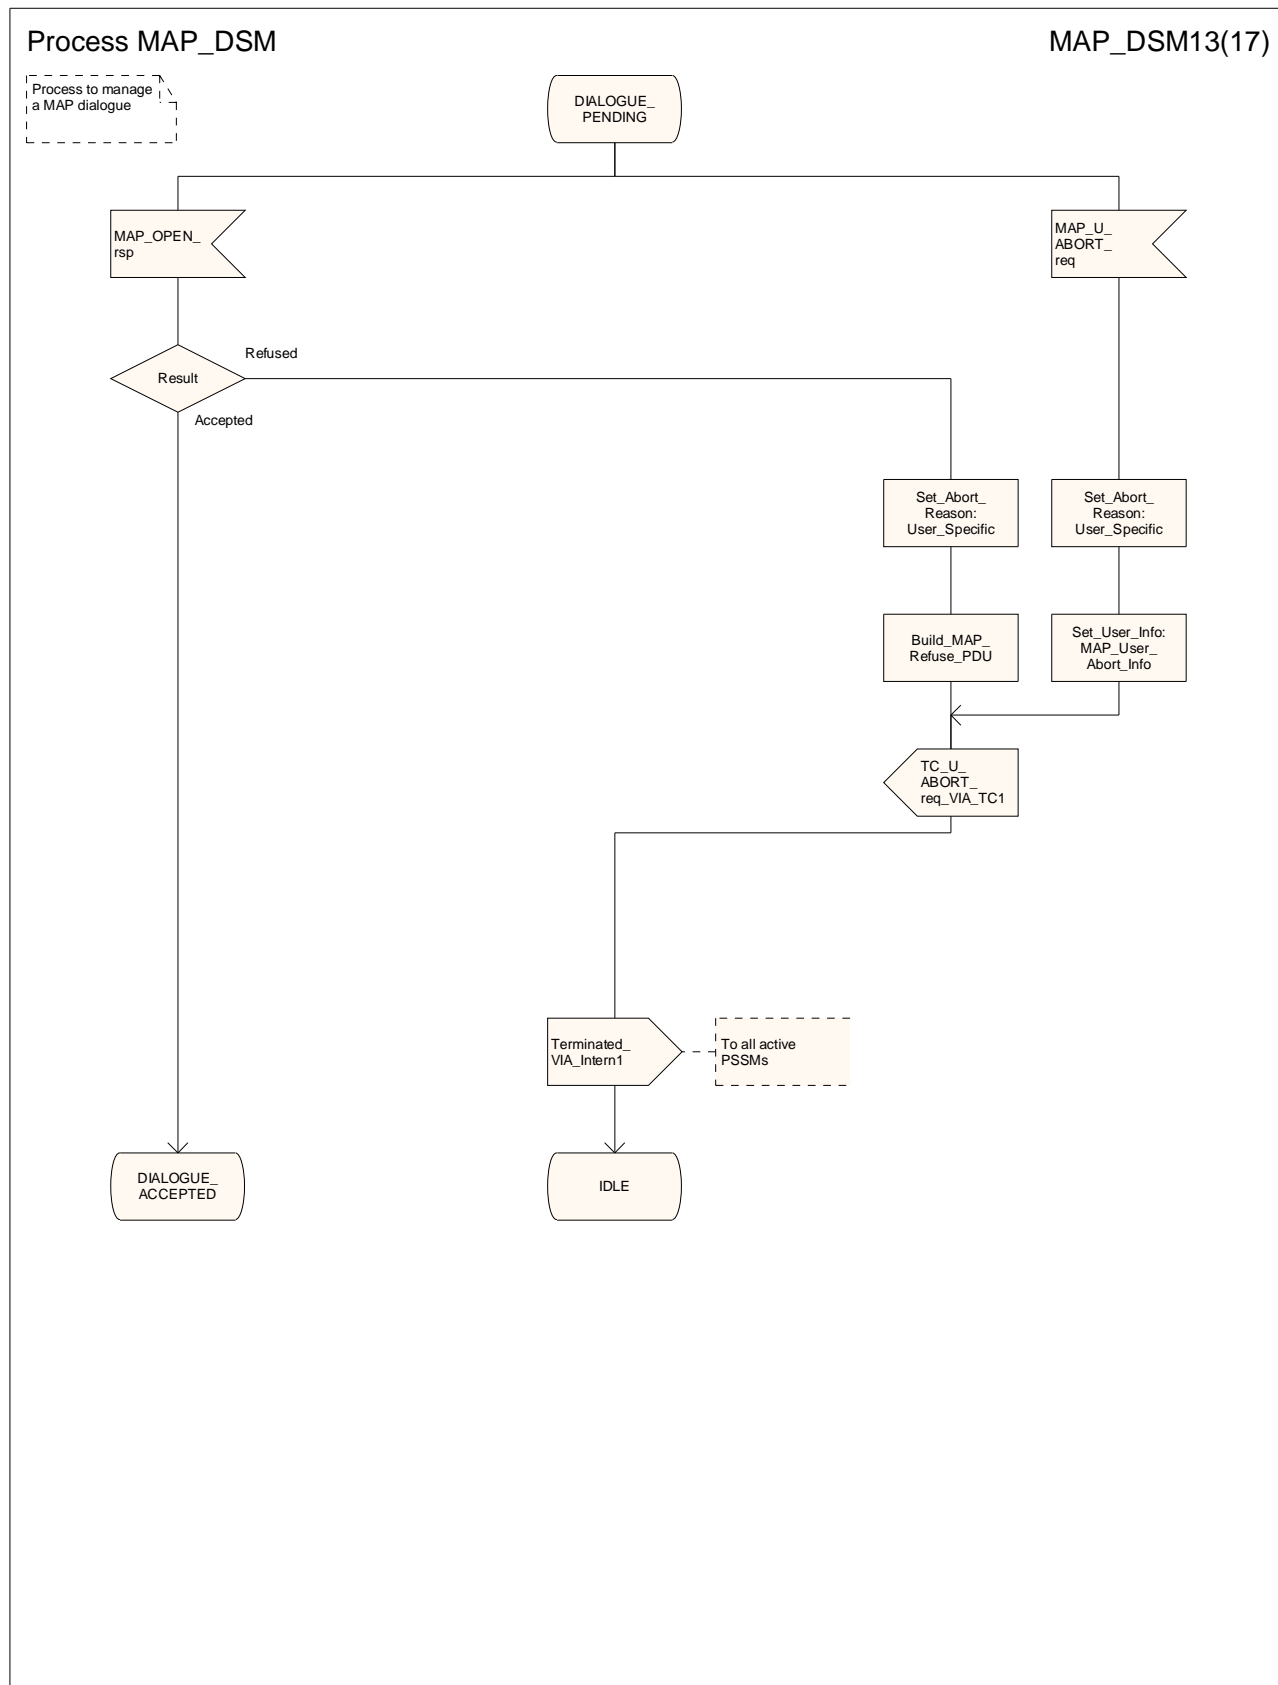 Process MAP_DSM
MAP_DSM13(17)
Process to manage
a MAP dialogue
DIALOGUE_
PENDING
MAP_OPEN_
rsp
MAP_U_
ABORT_
req
Result
Refused
Accepted
Set_Abort_
Reason:
User_Specific
Set_Abort_
Reason:
User_Specific
Build_MAP_
Refuse_PDU
Set_User_Info:
MAP_User_
Abort_Info
TC_U_
ABORT_
req_VIA_TC1
Terminated_
VIA_Intern1
To all active
PSSMs
DIALOGUE_
ACCEPTED
IDLE